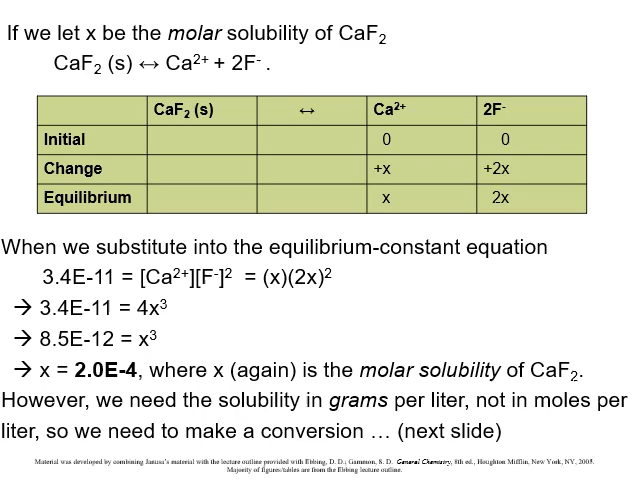 If we let x be the molar solubility of CaF₂
CaF₂ (s) ↔ Ca²⁺ + 2F⁻ .
CaF₂ (s) ↔ Ca²⁺ 2F⁻
Initial 0 0
Change +x +2x
Equilibrium x 2x
When we substitute into the equilibrium-constant equation
3.4E-11 = [Ca²⁺][F⁻]² = (x)(2x)²
→ 3.4E-11 = 4x³
→ 8.5E-12 = x³
→ x = 2.0E-4, where x (again) is the molar solubility of CaF₂.
However, we need the solubility in grams per liter, not in moles per
liter, so we need to make a conversion … (next slide)
Material was developed by combining Janusa's material with the lecture outline provided with Ebbing, D. D.; Gammon, S. D. General Chemistry, 8th ed., Houghton Mifflin, New York, NY, 2005.
Majority of figures/tables are from the Ebbing lecture outline.